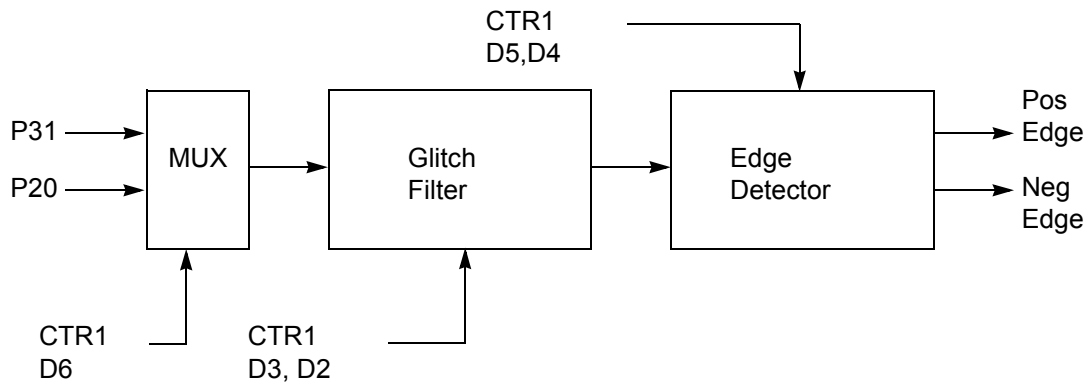 CTR1
D5,D4
P31
P20
MUX
Glitch
Filter
Edge
Detector
Pos
Edge
Neg
Edge
CTR1
D6
CTR1
D3, D2